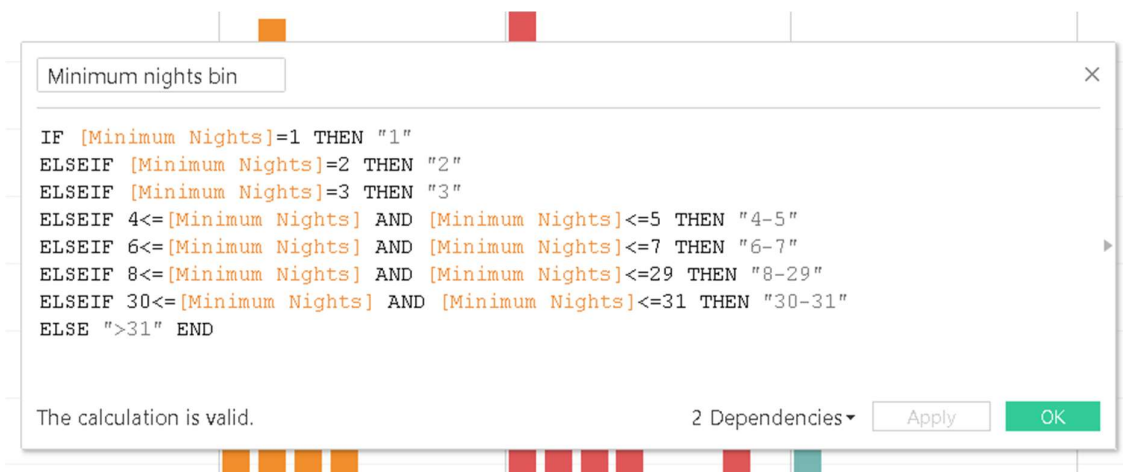 Minimum nights bin
IF [Minimum Nights]=1 THEN "1"
ELSEIF [Minimum Nights]=2 THEN "2"
ELSEIF [Minimum Nights]=3 THEN "3"
ELSEIF 4<=[Minimum Nights] AND [Minimum Nights]<=5 THEN "4-5"
ELSEIF 6<=[Minimum Nights] AND [Minimum Nights]<=7 THEN "6-7"
ELSEIF 8<=[Minimum Nights] AND [Minimum Nights]<=29 THEN "8-29"
ELSEIF 30<=[Minimum Nights] AND [Minimum Nights]<=31 THEN "30-31"
ELSE ">31" END
The calculation is valid. 2 Dependencies Apply OK